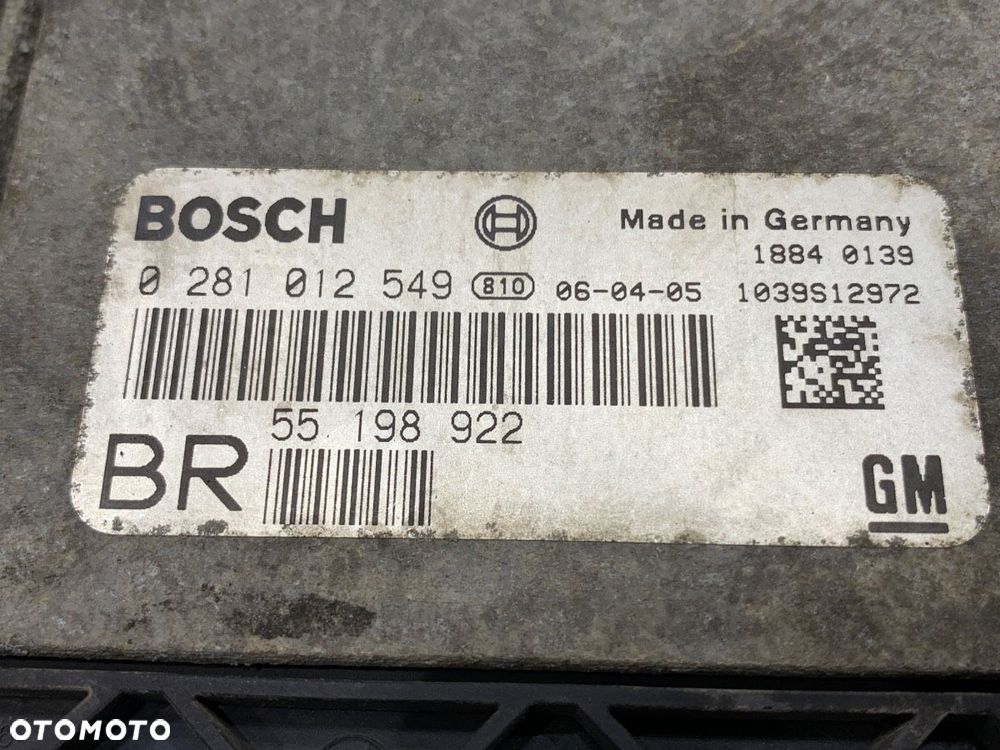 BOSCH
Made in Germany
1884 0139
0 281 012 549 810 06-04-05 1039S12972
55 198 922
BR
GM
OTOMOTO